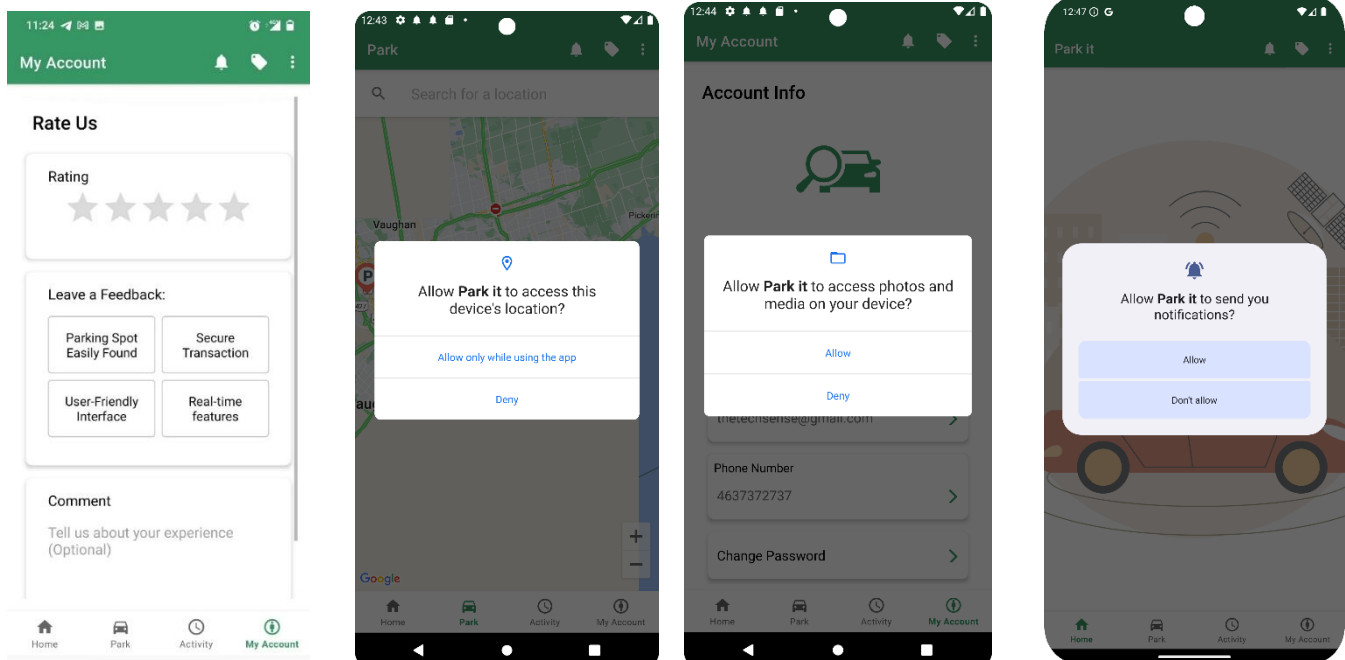 11:24
My Account
Rate Us
Rating
Leave a Feedback:
Parking Spot
Easily Found
Secure
Transaction
User-Friendly
Interface
Real-time
features
Comment
Tell us about your experience
(Optional)
Home
Park
Activity
My Account
12:43
Park
Search for a location
Vaughan
Pickerin
P
Allow Park it to access this
device's location?
Allow only while using the app
Deny
au
+
−
Google
Home
Park
Activity
My Account
12:44
My Account
Account Info
Allow Park it to access photos and
media on your device?
Allow
Deny
thetechsense@gmail.com
Phone Number
4637372737
Change Password
Home
Park
Activity
My Account
12:47 G
Park it
Allow Park it to send you
notifications?
Allow
Don't allow
Home
Park
Activity
My Account